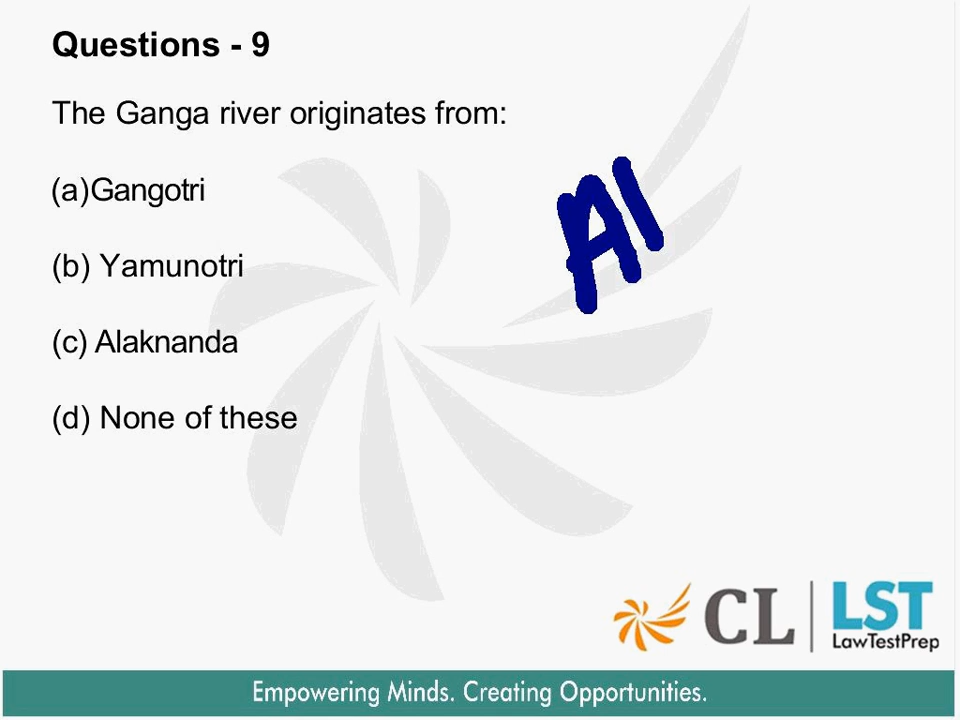 Questions - 9
The Ganga river originates from:
(a)Gangotri
(b) Yamunotri
(c) Alaknanda
(d) None of these
AI
CL | LST
LawTestPrep
Empowering Minds. Creating Opportunities.